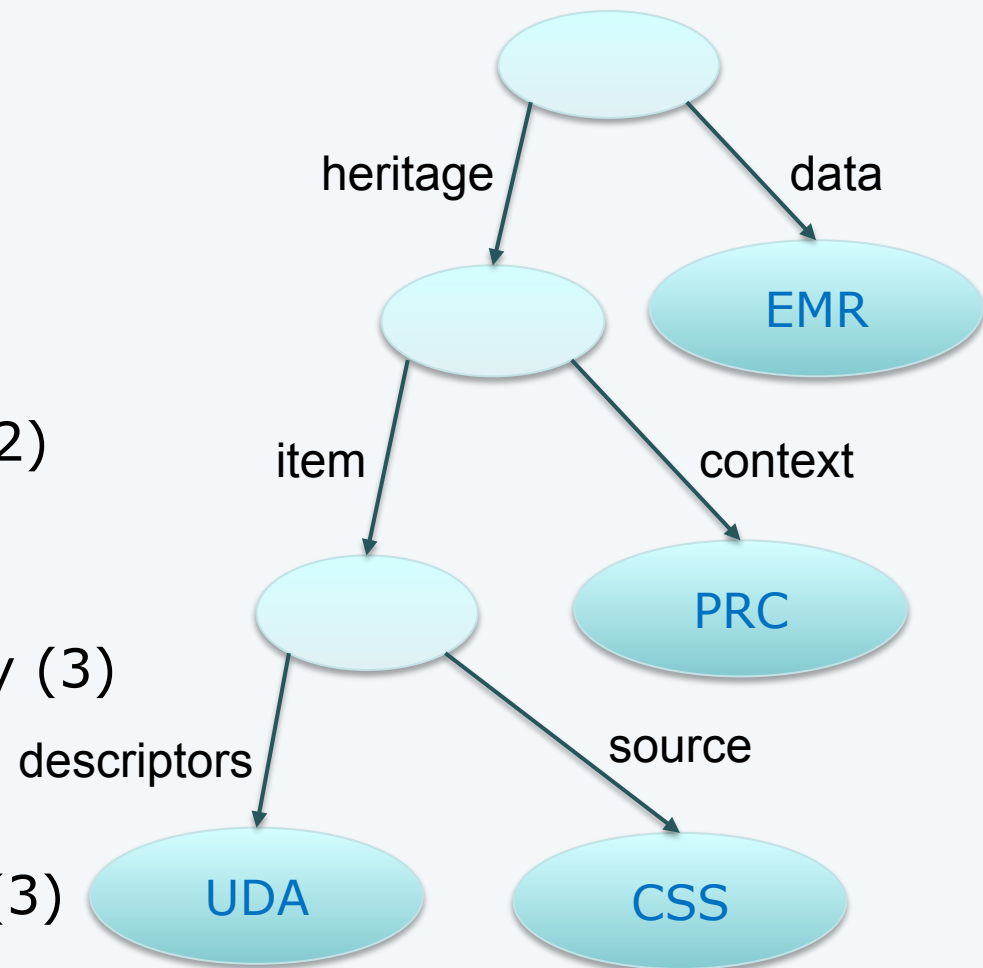 heritage
data
EMR
2)
item
context
PRC
y (3)
descriptors
source
(3)
UDA
CSS